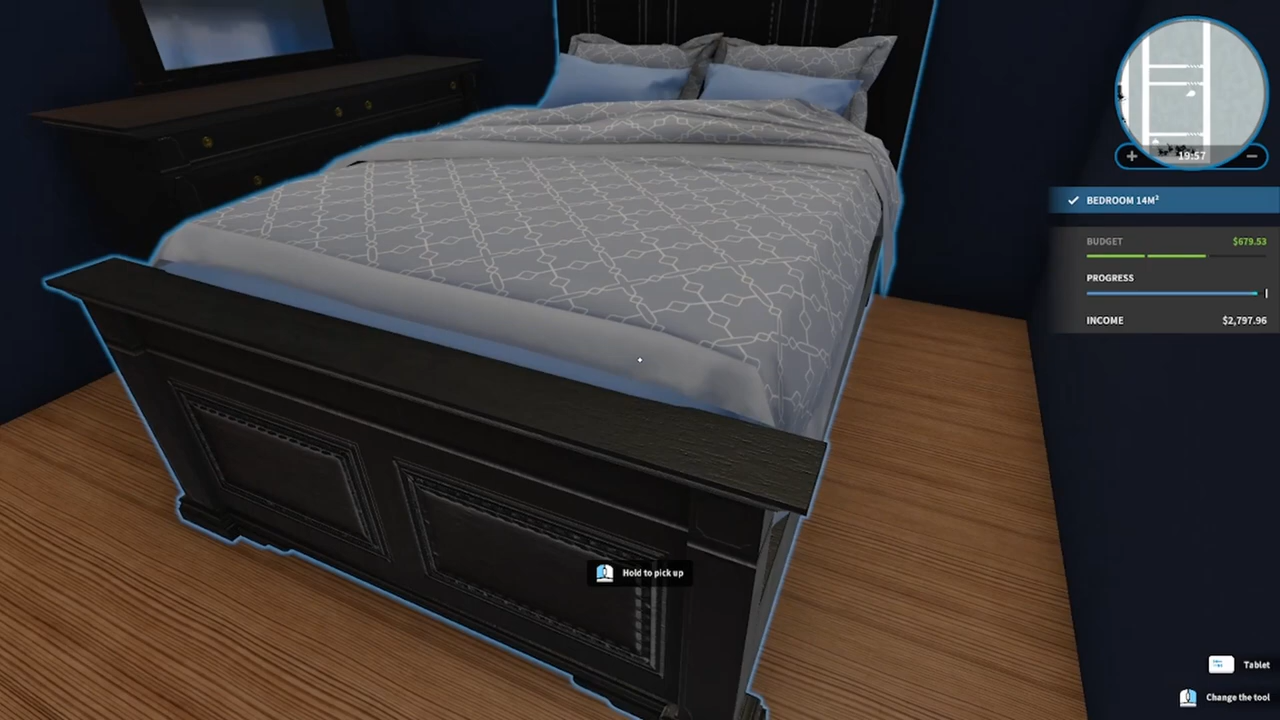 19:57
BEDROOM 14M²
BUDGET $679.53
PROGRESS
INCOME $2,797.96
Hold to pick up
Tablet
Change the tool